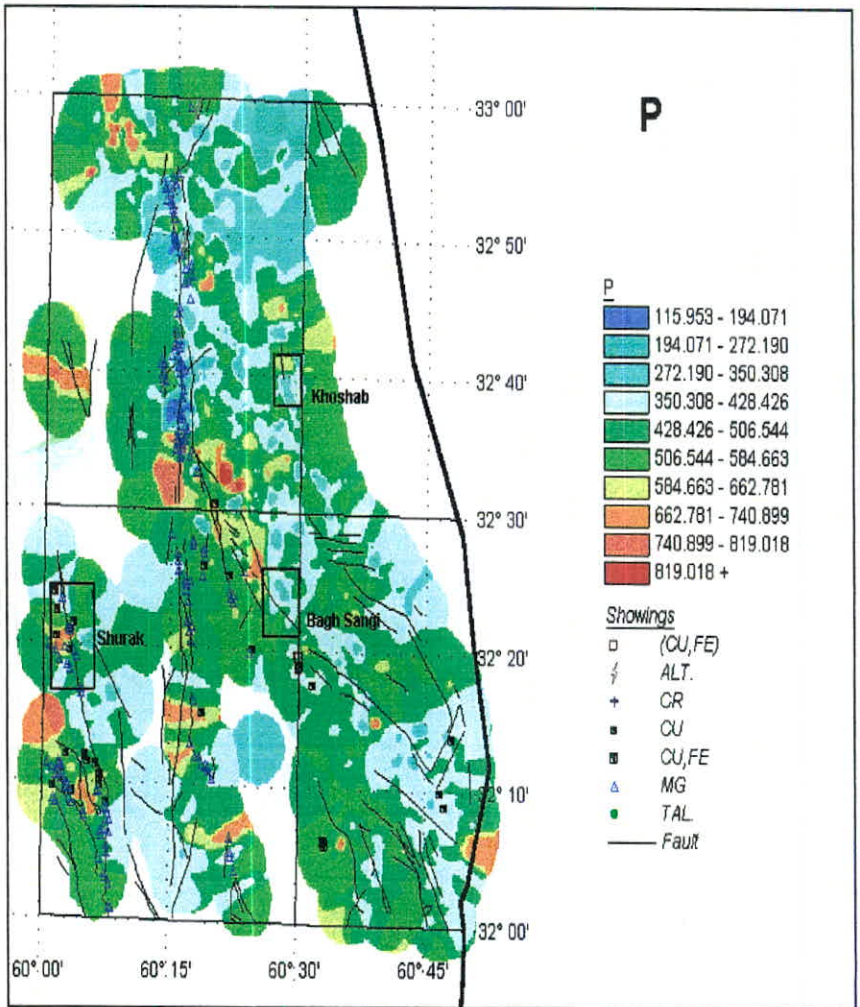 P
33° 00'
32° 50'
32° 40'
32° 30'
32° 20'
32° 10'
32° 00'
60° 00'
60° 15'
60° 30'
60° 45'
Khoshab
Bagh Sangi
Shurak
P
115.953 - 194.071
194.071 - 272.190
272.190 - 350.308
350.308 - 428.426
428.426 - 506.544
506.544 - 584.663
584.663 - 662.781
662.781 - 740.899
740.899 - 819.018
819.018 +
Showings
(CU,FE)
ALT.
CR
CU
CU,FE
MG
TAL.
Fault